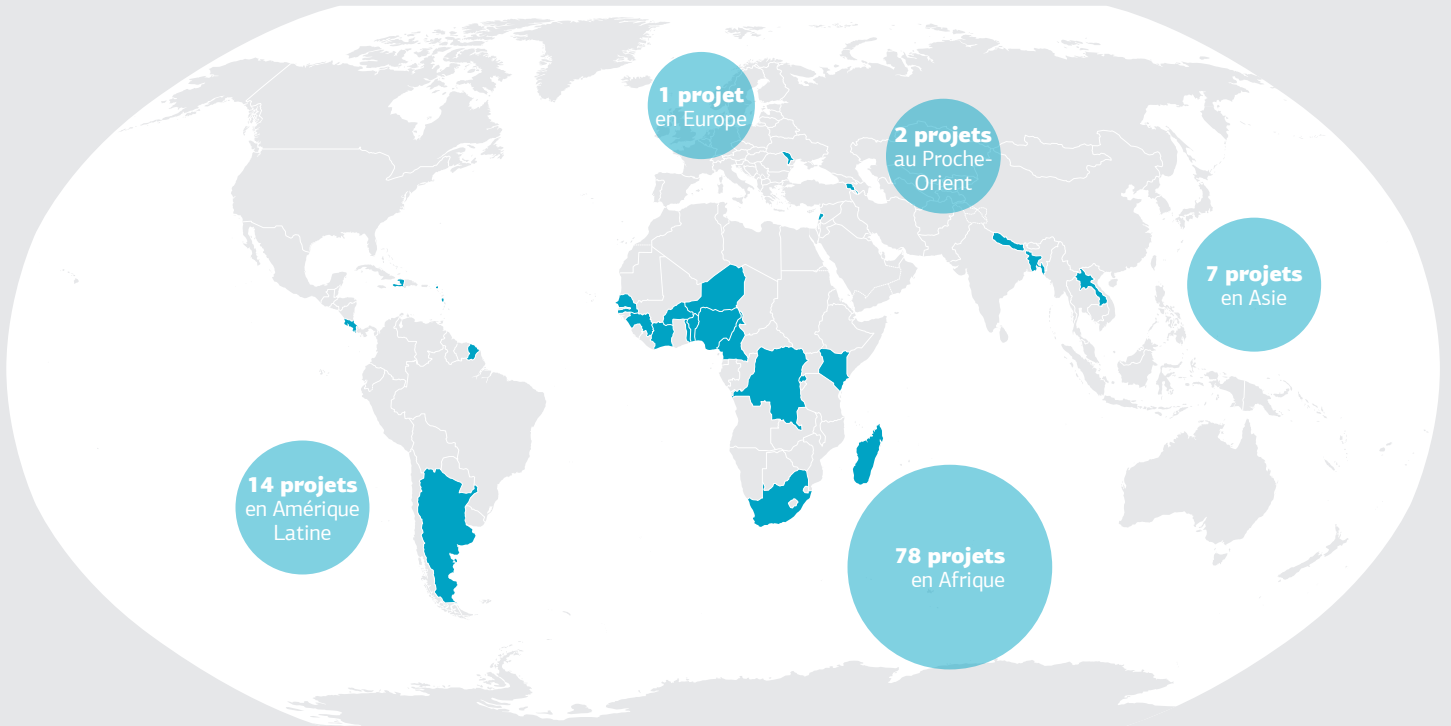 1 projet
en Europe
2 projets
au Proche-
Orient
7 projets
en Asie
14 projets
en Amérique
Latine
78 projets
en Afrique